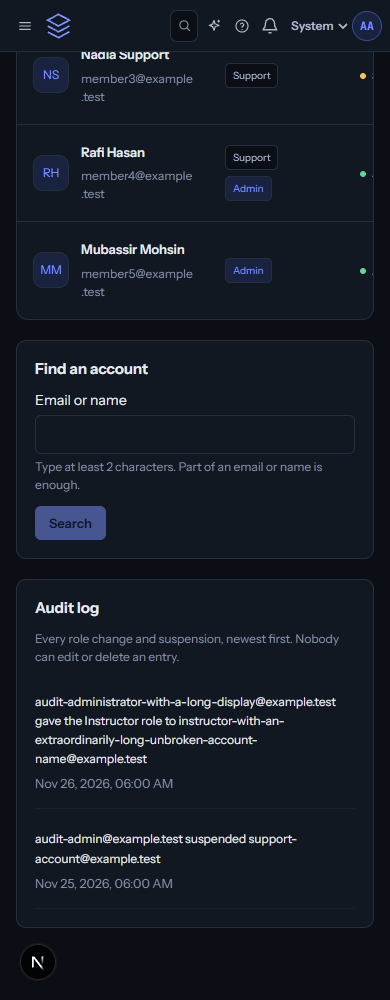 System
AA
Nadia Support
NS
member3@example
.test
Support
Rafi Hasan
RH
member4@example
.test
Support
Admin
Mubassir Mohsin
MM
member5@example
.test
Admin
Find an account
Email or name
Type at least 2 characters. Part of an email or name is
enough.
Search
Audit log
Every role change and suspension, newest first. Nobody
can edit or delete an entry.
audit-administrator-with-a-long-display@example.test
gave the Instructor role to instructor-with-an-
extraordinarily-long-unbroken-account-
name@example.test
Nov 26, 2026, 06:00 AM
audit-admin@example.test suspended support-
account@example.test
Nov 25, 2026, 06:00 AM
N